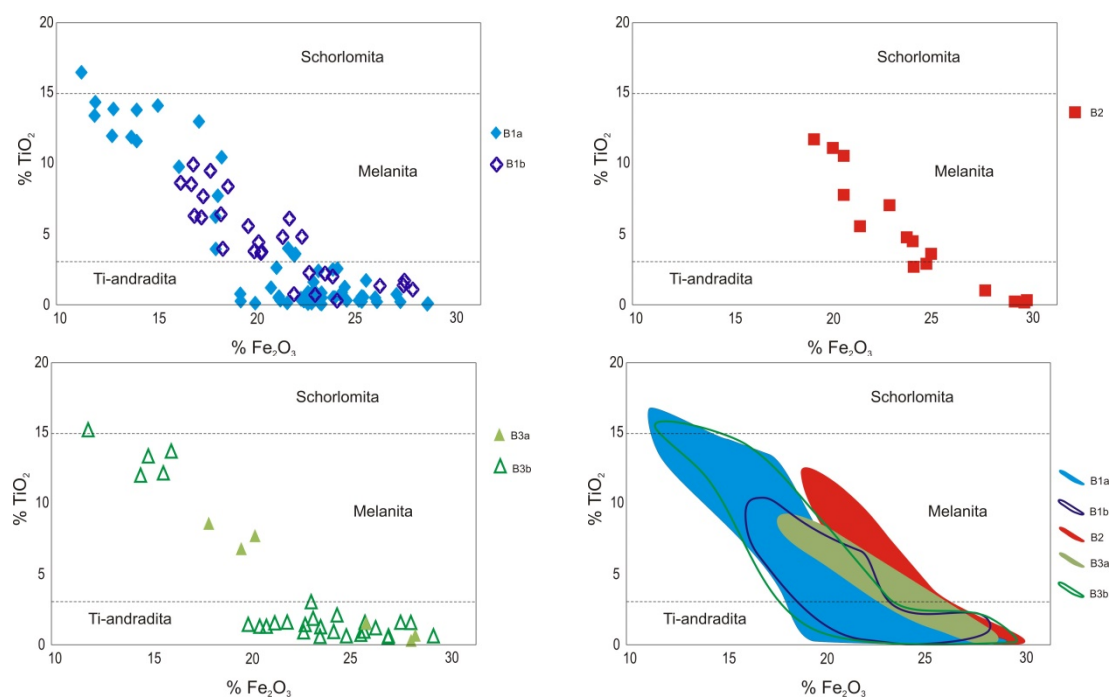 20
15
10
5
0
% TiO2
Schorlomita
Melanita
Ti-andradita
10 15 20 25 30
% Fe2O3
B1a
B1b
20
15
10
5
0
% TiO2
Schorlomita
Melanita
Ti-andradita
10 15 20 25 30
% Fe2O3
B2
20
15
10
5
0
% TiO2
Schorlomita
Melanita
Ti-andradita
10 15 20 25 30
% Fe2O3
B3a
B3b
20
15
10
5
0
% TiO2
Schorlomita
Melanita
Ti-andradita
10 15 20 25 30
% Fe2O3
B1a
B1b
B2
B3a
B3b